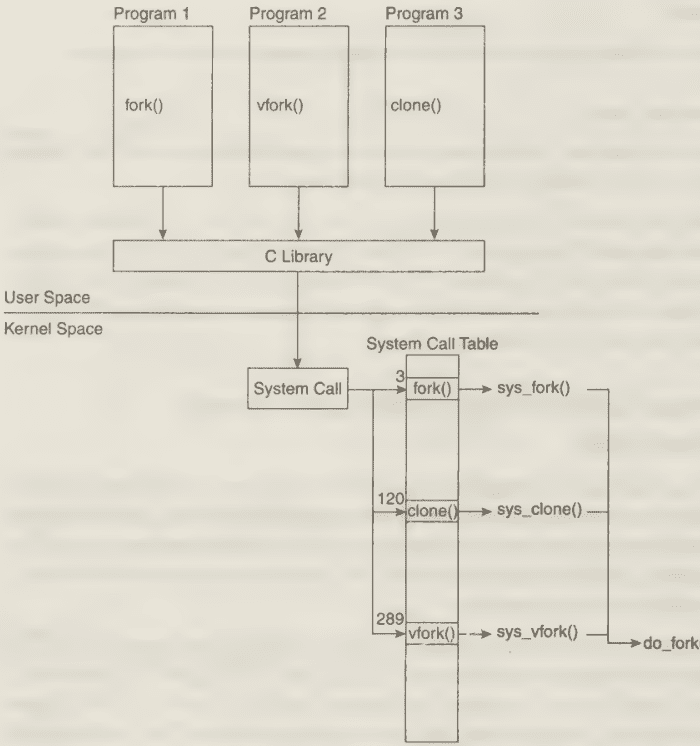 Program 1
Program 2
Program 3
fork()
vfork()
clone()
C Library
User Space
Kernel Space
System Call Table
System Call
3
fork()
sys_fork()
120
clone()
sys_clone()
289
vfork()
sys_vfork()
do_fork(